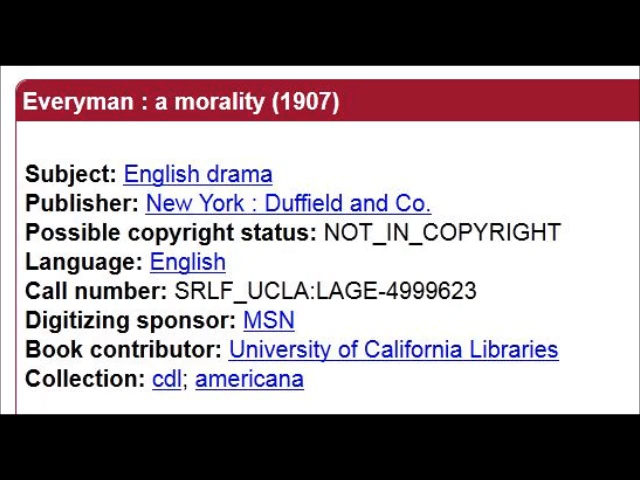 Everyman : a morality (1907)
Subject: English drama
Publisher: New York : Duffield and Co.
Possible copyright status: NOT_IN_COPYRIGHT
Language: English
Call number: SRLF_UCLA:LAGE-4999623
Digitizing sponsor: MSN
Book contributor: University of California Libraries
Collection: cdl; americana